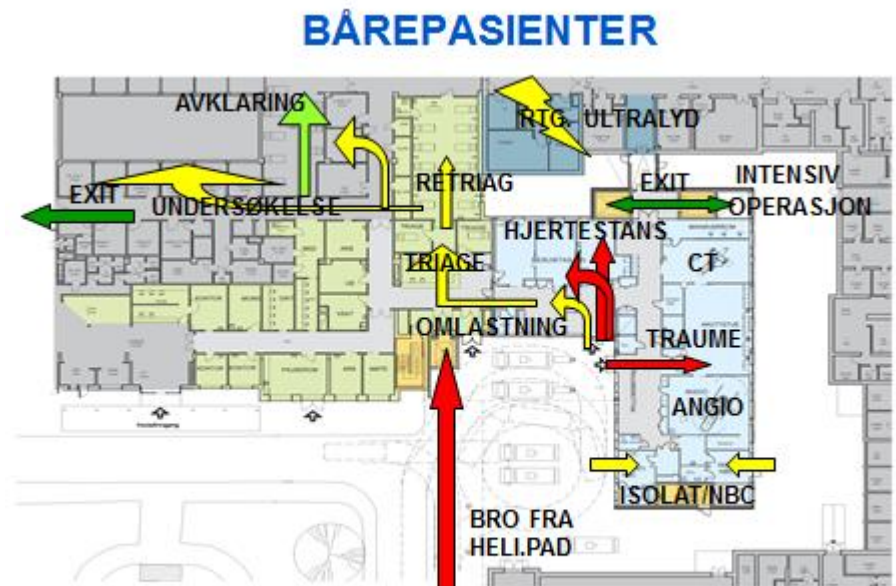 BÅREPASIENTER
AVKLARING
RTG. ULTRALYD
EXIT
RETRIAG
EXIT
INTENSIV
UNDERSØKELSE
OPERASJON
HJERTESTANS
TRIAGE
CT
OMLASTNING
TRAUME
ANGIO
ISOLAT/NBC
BRO FRA
HELI.PAD